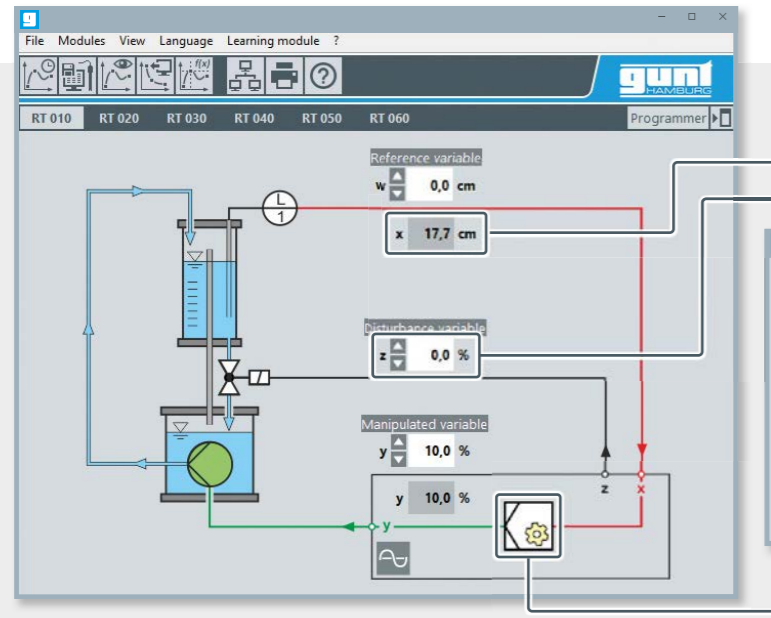 g
File Modules View Language Learning module ?
f(x)
?
gunt
HAMBURG
RT 010 RT 020 RT 030 RT 040 RT 050 RT 060 Programmer
Reference variable
w 0,0 cm
L
1
x 17,7 cm
Disturbance variable
z 0,0 %
Manipulated variable
y 10,0 %
y 10,0 %
z x
y